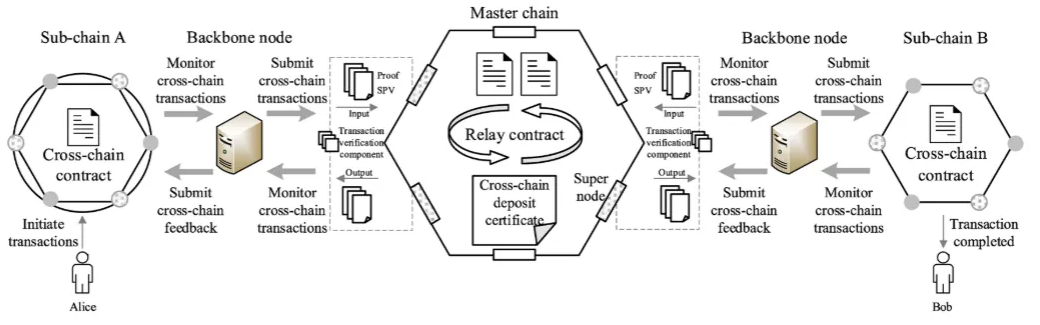 Master chain
Sub-chain A
Backbone node
Monitor
cross-chain
transactions
Submit
cross-chain
transactions
Proof
SPV
Input
Transaction
verification
component
Output
Cross-chain
contract
Submit
cross-chain
feedback
Monitor
cross-chain
transactions
Initiate
transactions
Alice
Relay contract
Cross-chain
deposit
certificate
Super
node
Proof
SPV
Input
Transaction
verification
component
Output
Backbone node
Monitor
cross-chain
transactions
Submit
cross-chain
transactions
Submit
cross-chain
feedback
Monitor
cross-chain
transactions
Sub-chain B
Cross-chain
contract
Transaction
completed
Bob